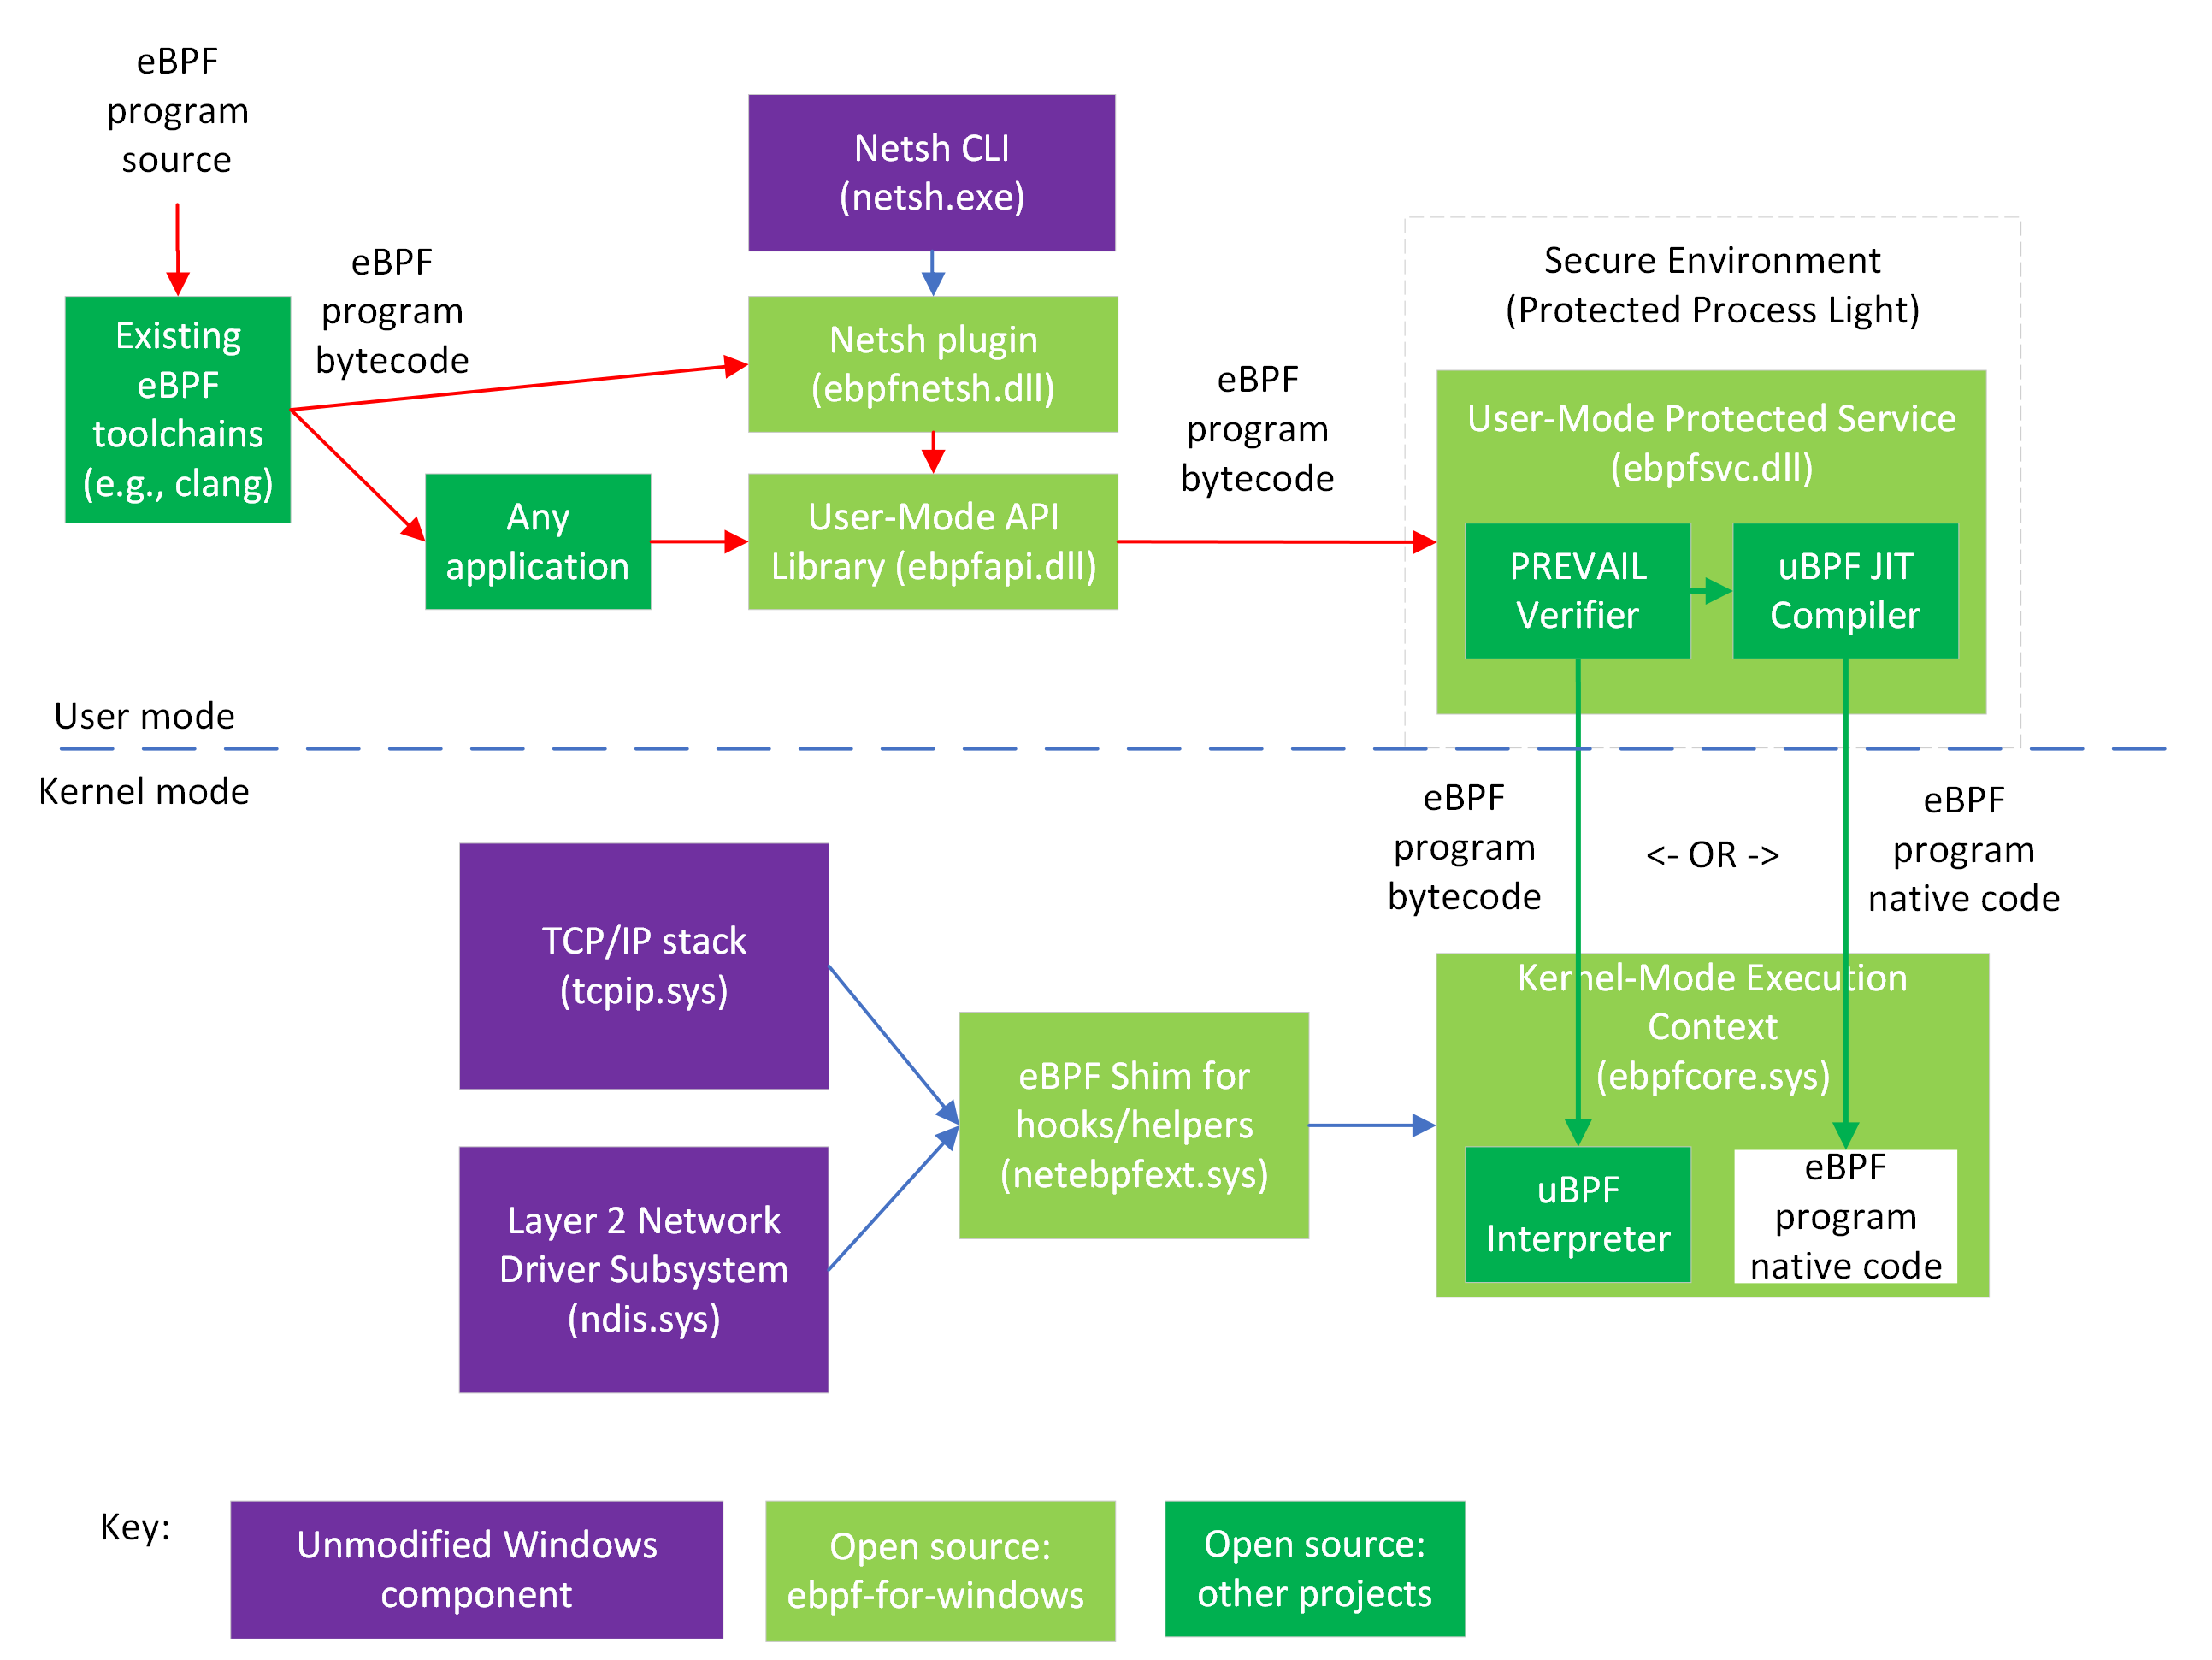 eBPF
program
source
Netsh CLI
(netsh.exe)
Existing
eBPF
toolchains
(e.g., clang)
eBPF
program
bytecode
Netsh plugin
(ebpfnetsh.dll)
Any
application
User-Mode API
Library (ebpfapi.dll)
eBPF
program
bytecode
Secure Environment
(Protected Process Light)
User-Mode Protected Service
(ebpfsvc.dll)
PREVAIL
Verifier
uBPF JIT
Compiler
User mode
Kernel mode
eBPF
program
bytecode
<- OR ->
eBPF
program
native code
TCP/IP stack
(tcpip.sys)
Layer 2 Network
Driver Subsystem
(ndis.sys)
eBPF Shim for
hooks/helpers
(netebpfext.sys)
Kernel-Mode Execution
Context
(ebpfcore.sys)
uBPF
Interpreter
eBPF
program
native code
Key:
Unmodified Windows
component
Open source:
ebpf-for-windows
Open source:
other projects